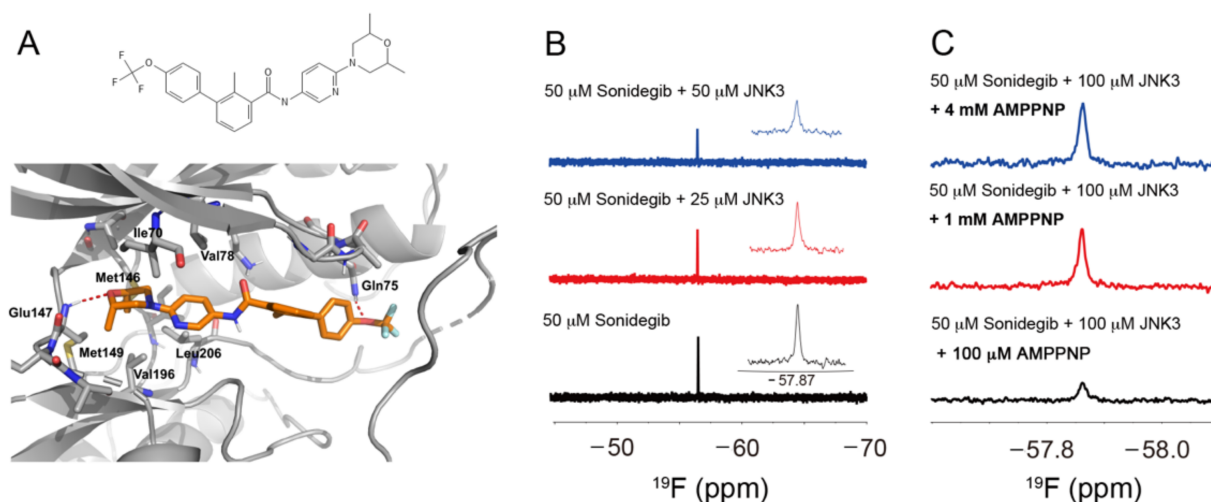 A
F
F
O
F
O
N
H
N
N
O
Ile70
Val78
Met146
Gln75
Glu147
Met149
Leu206
Val196
B
50 μM Sonidegib + 50 μM JNK3
50 μM Sonidegib + 25 μM JNK3
50 μM Sonidegib
−57.87
−50 −60 −70
19F (ppm)
C
50 μM Sonidegib + 100 μM JNK3
+ 4 mM AMPPNP
50 μM Sonidegib + 100 μM JNK3
+ 1 mM AMPPNP
50 μM Sonidegib + 100 μM JNK3
+ 100 μM AMPPNP
−57.8 −58.0
19F (ppm)